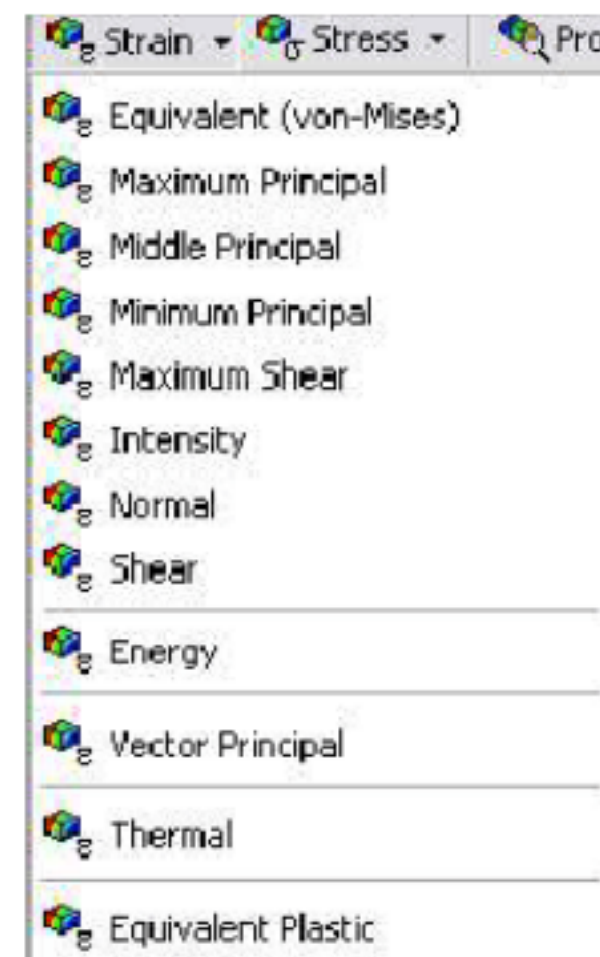 Strain Stress Pro
Equivalent (von-Mises)
Maximum Principal
Middle Principal
Minimum Principal
Maximum Shear
Intensity
Normal
Shear
Energy
Vector Principal
Thermal
Equivalent Plastic